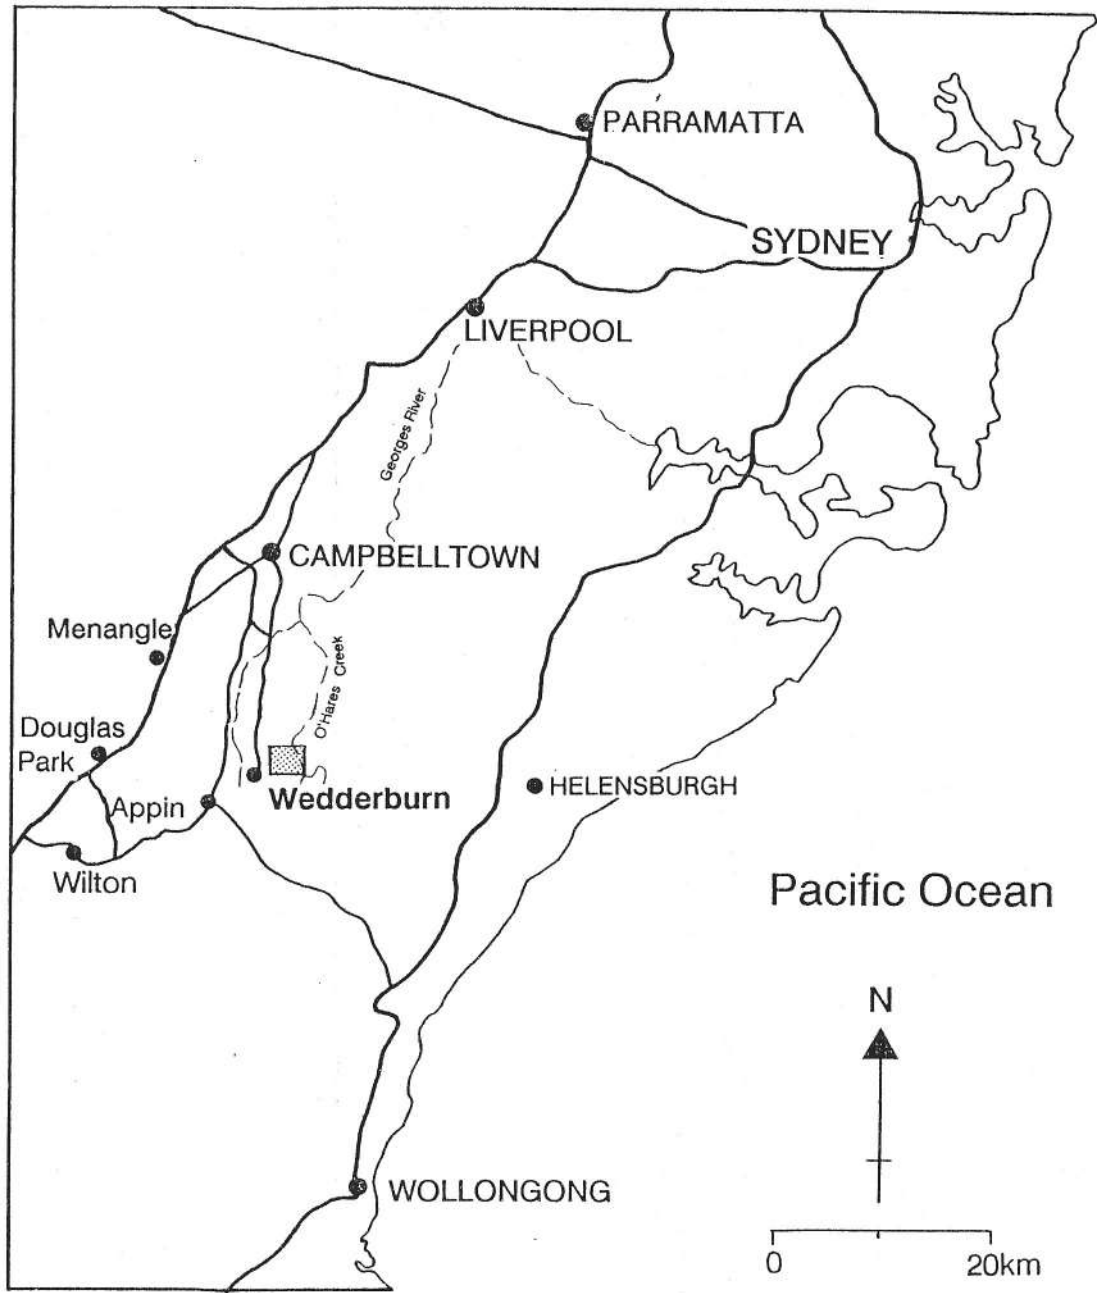 PARRAMATTA
SYDNEY
LIVERPOOL
Georges River
CAMPBELLTOWN
Menangle
O'Hares Creek
Douglas
Park
Appin
Wedderburn
HELENSBURGH
Wilton
Pacific Ocean
N
WOLLONGONG
0
20km